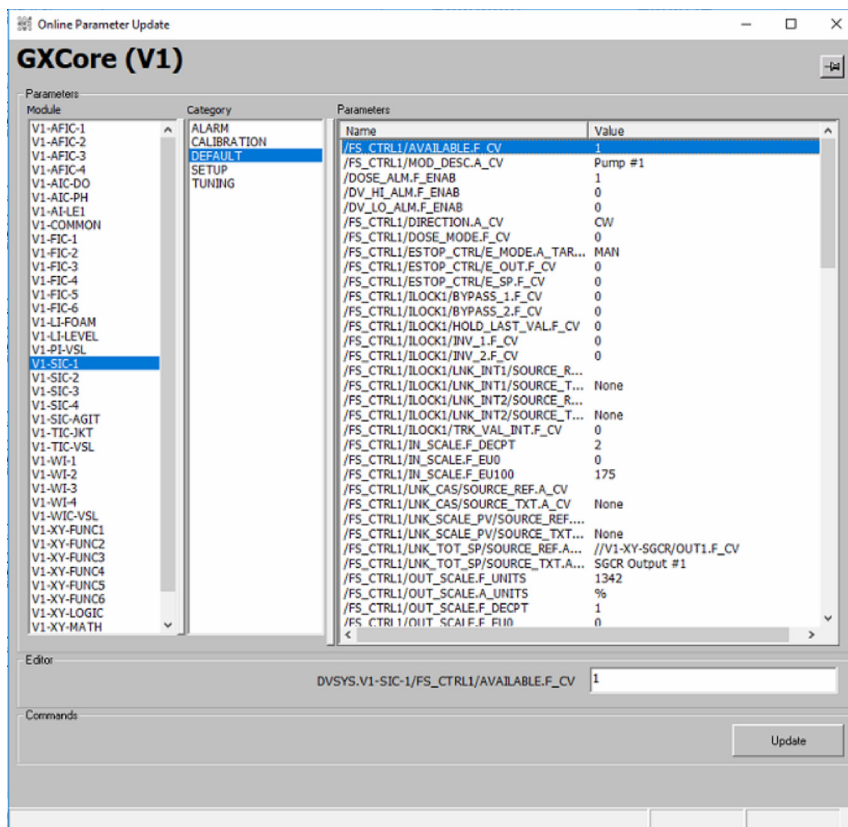 Online Parameter Update
GXCore (V1)
Parameters
Module
V1-AFIC-1
V1-AFIC-2
V1-AFIC-3
V1-AFIC-4
V1-AIC-DO
V1-AIC-PH
V1-AI-LE1
V1-COMMON
V1-FIC-1
V1-FIC-2
V1-FIC-3
V1-FIC-4
V1-FIC-5
V1-FIC-6
V1-LI-FOAM
V1-LI-LEVEL
V1-PI-VSL
V1-SIC-1
V1-SIC-2
V1-SIC-3
V1-SIC-4
V1-SIC-AGIT
V1-TIC-JKT
V1-TIC-VSL
V1-WI-1
V1-WI-2
V1-WI-3
V1-WI-4
V1-WIC-VSL
V1-XY-FUNC1
V1-XY-FUNC2
V1-XY-FUNC3
V1-XY-FUNC4
V1-XY-FUNC5
V1-XY-FUNC6
V1-XY-LOGIC
V1-XY-MATH
Category
ALARM
CALIBRATION
DEFAULT
SETUP
TUNING
Parameters
Name Value
/FS_CTRL1/AVAILABLE.F_CV 1
/FS_CTRL1/MOD_DESC.A_CV Pump #1
/DOSE_ALM.F_ENAB 1
/DV_HI_ALM.F_ENAB 0
/DV_LO_ALM.F_ENAB 0
/FS_CTRL1/DIRECTION.A_CV CW
/FS_CTRL1/DOSE_MODE.F_CV 0
/FS_CTRL1/ESTOP_CTRL/E_MODE.A_TAR... MAN
/FS_CTRL1/ESTOP_CTRL/E_OUT.F_CV 0
/FS_CTRL1/ESTOP_CTRL/E_SP.F_CV 0
/FS_CTRL1/ILOCK1/BYPASS_1.F_CV 0
/FS_CTRL1/ILOCK1/BYPASS_2.F_CV 0
/FS_CTRL1/ILOCK1/HOLD_LAST_VAL.F_CV 0
/FS_CTRL1/ILOCK1/INV_1.F_CV 0
/FS_CTRL1/ILOCK1/INV_2.F_CV 0
/FS_CTRL1/ILOCK1/LNK_INT1/SOURCE_R...
/FS_CTRL1/ILOCK1/LNK_INT1/SOURCE_T... None
/FS_CTRL1/ILOCK1/LNK_INT2/SOURCE_R...
/FS_CTRL1/ILOCK1/LNK_INT2/SOURCE_T... None
/FS_CTRL1/ILOCK1/TRK_VAL_INT.F_CV 0
/FS_CTRL1/IN_SCALE.F_DECPT 2
/FS_CTRL1/IN_SCALE.F_EU0 0
/FS_CTRL1/IN_SCALE.F_EU100 175
/FS_CTRL1/LNK_CAS/SOURCE_REF.A_CV
/FS_CTRL1/LNK_CAS/SOURCE_TXT.A_CV None
/FS_CTRL1/LNK_SCALE_PV/SOURCE_REF....
/FS_CTRL1/LNK_SCALE_PV/SOURCE_TXT... None
/FS_CTRL1/LNK_TOT_SP/SOURCE_REF.A... //V1-XY-SGCR/OUT1.F_CV
/FS_CTRL1/LNK_TOT_SP/SOURCE_TXT.A... SGCR Output #1
/FS_CTRL1/OUT_SCALE.F_UNITS 1342
/FS_CTRL1/OUT_SCALE.A_UNITS %
/FS_CTRL1/OUT_SCALE.F_DECPT 1
/FS_CTRL1/OUT_SCALE.F_EU0 0
Editor
DVSYS.V1-SIC-1/FS_CTRL1/AVAILABLE.F_CV 1
Commands
Update